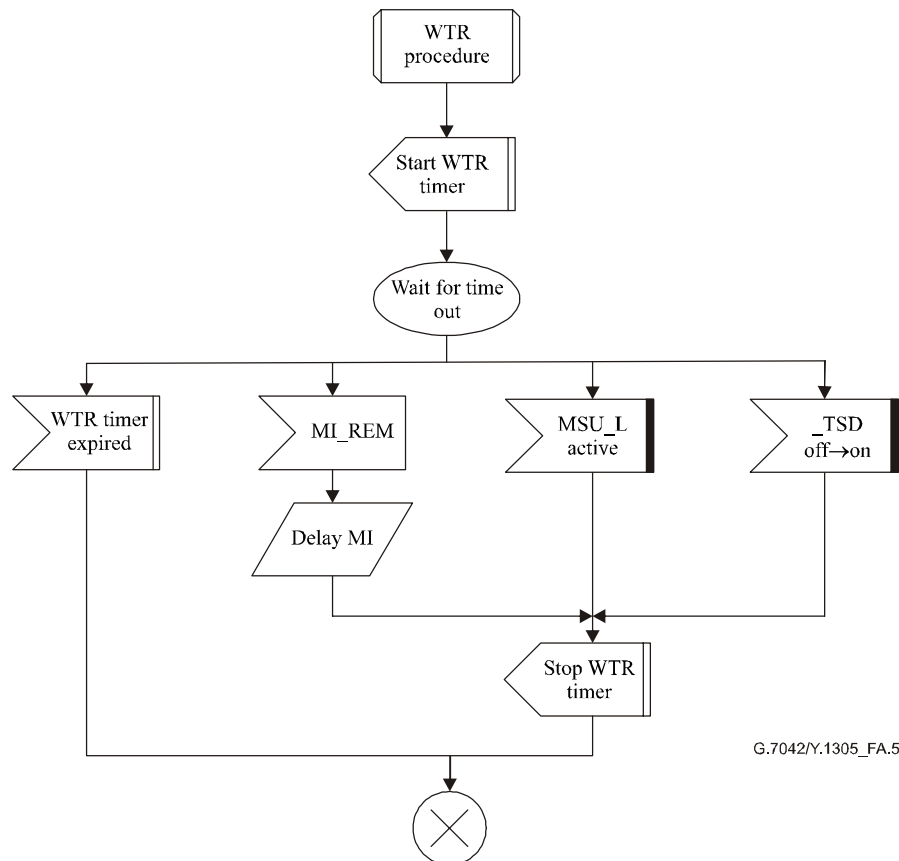 WTR
procedure
Start WTR
timer
Wait for time
out
WTR timer
expired
MI_REM
MSU_L
active
_TSD
off→on
Delay MI
Stop WTR
timer
G.7042/Y.1305_FA.5